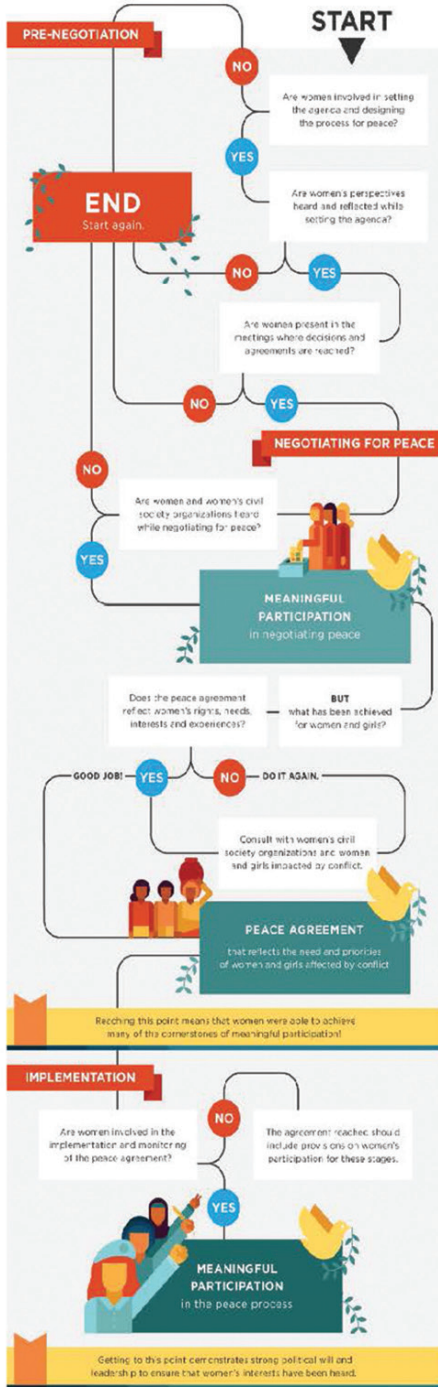 START
PRE-NEGOTIATION
NO
Are women involved in setting
the agenda and designing
the process for peace?
YES
Are women's perspectives
heard and reflected while
setting the agenda?
END
Start again.
NO
YES
Are women present in the
meetings where decisions and
agreements are reached?
NO
YES
NEGOTIATING FOR PEACE
NO
Are women and women's civil
society organizations heard
while negotiating for peace?
YES
MEANINGFUL
PARTICIPATION
in negotiating peace
Does the peace agreement
reflect women's rights, needs,
interests and experiences?
BUT
what has been achieved
for women and girls?
GOOD JOB!
YES
NO
DO IT AGAIN.
Consult with women's civil
society organizations and women
and girls impacted by conflict.
PEACE AGREEMENT
that reflects the need and priorities
of women and girls affected by conflict
Reaching this point means that women were able to achieve
many of the cornerstones of meaningful participation!
IMPLEMENTATION
NO
Are women involved in the
implementation and monitoring
of the peace agreement?
The agreement reached should
include provisions on women's
participation for these stages.
YES
MEANINGFUL
PARTICIPATION
in the peace process
Getting to this point demonstrates strong political will and
leadership to ensure that women's interests have been heard.